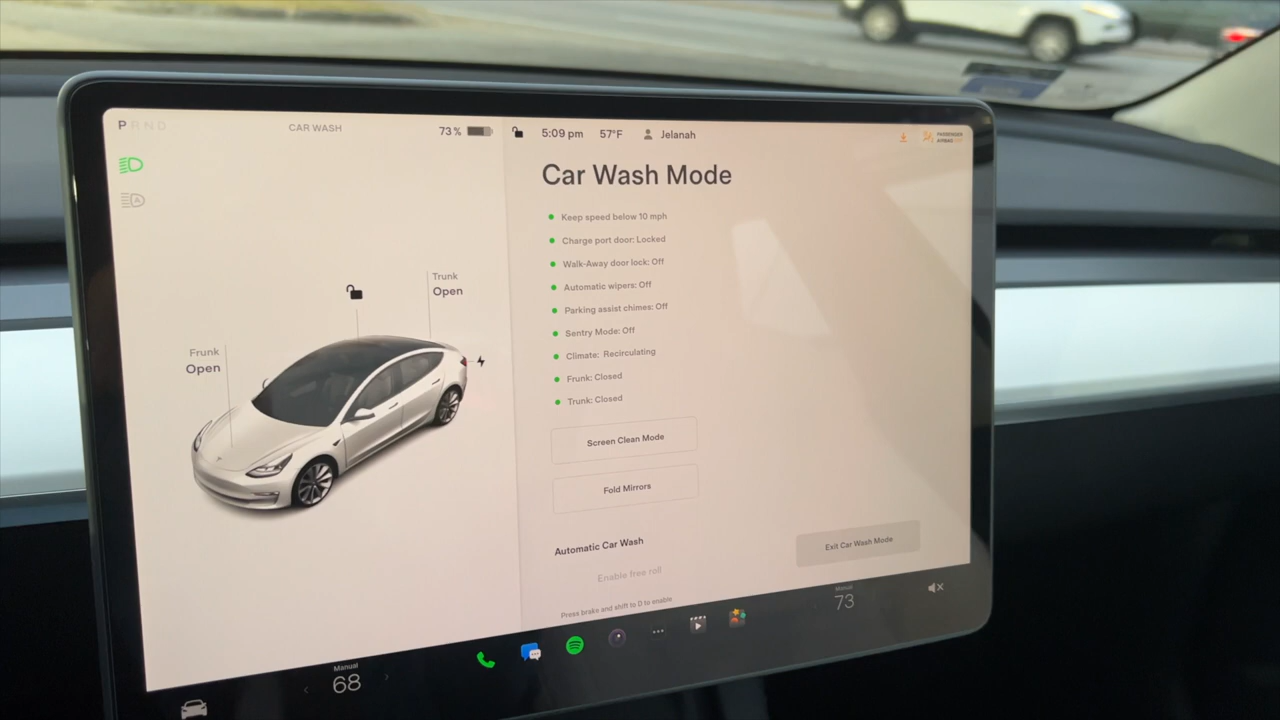 P R N D
CAR WASH
73 %
5:09 pm
57°F
Jelanah
PASSENGER
AIRBAG OFF
Trunk
Open
Frunk
Open
Car Wash Mode
Keep speed below 10 mph
Charge port door: Locked
Walk-Away door lock: Off
Automatic wipers: Off
Parking assist chimes: Off
Sentry Mode: Off
Climate: Recirculating
Frunk: Closed
Trunk: Closed
Screen Clean Mode
Fold Mirrors
Automatic Car Wash
Enable free roll
Press brake and shift to D to enable
Exit Car Wash Mode
Manual
68
Manual
73